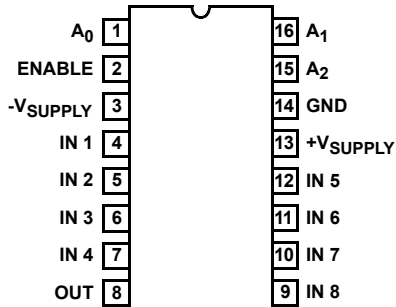 A0 1 16 A1
ENABLE 2 15 A2
-VSUPPLY 3 14 GND
IN 1 4 13 +VSUPPLY
IN 2 5 12 IN 5
IN 3 6 11 IN 6
IN 4 7 10 IN 7
OUT 8 9 IN 8